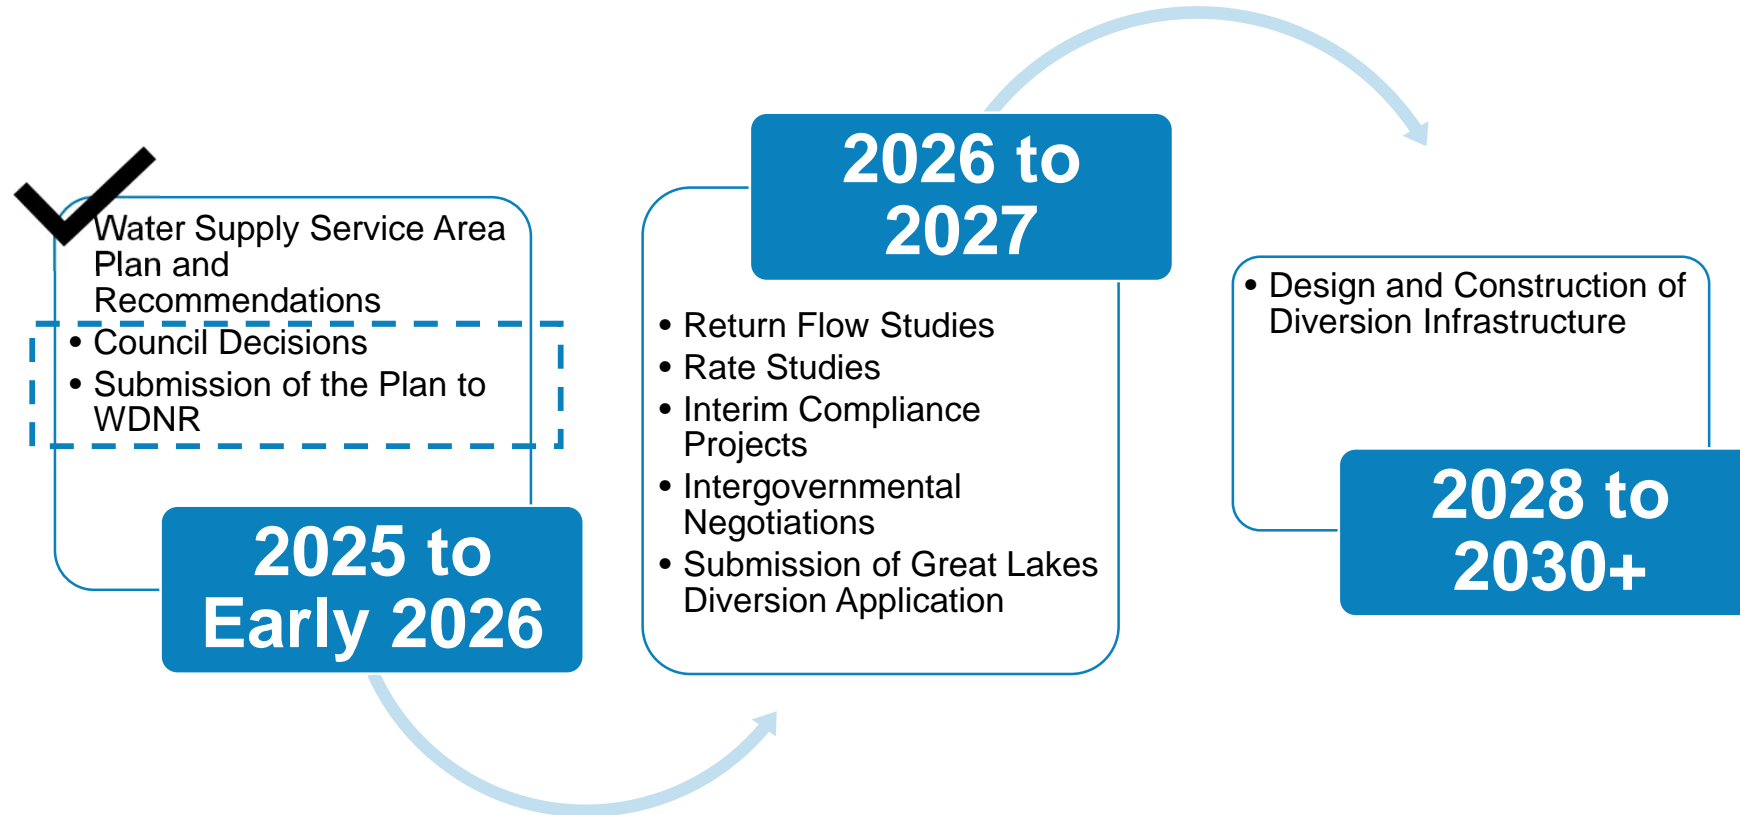 Water Supply Service Area
Plan and
Recommendations
• Council Decisions
• Submission of the Plan to
WDNR
2025 to
Early 2026
2026 to
2027
• Return Flow Studies
• Rate Studies
• Interim Compliance
Projects
• Intergovernmental
Negotiations
• Submission of Great Lakes
Diversion Application
• Design and Construction of
Diversion Infrastructure
2028 to
2030+